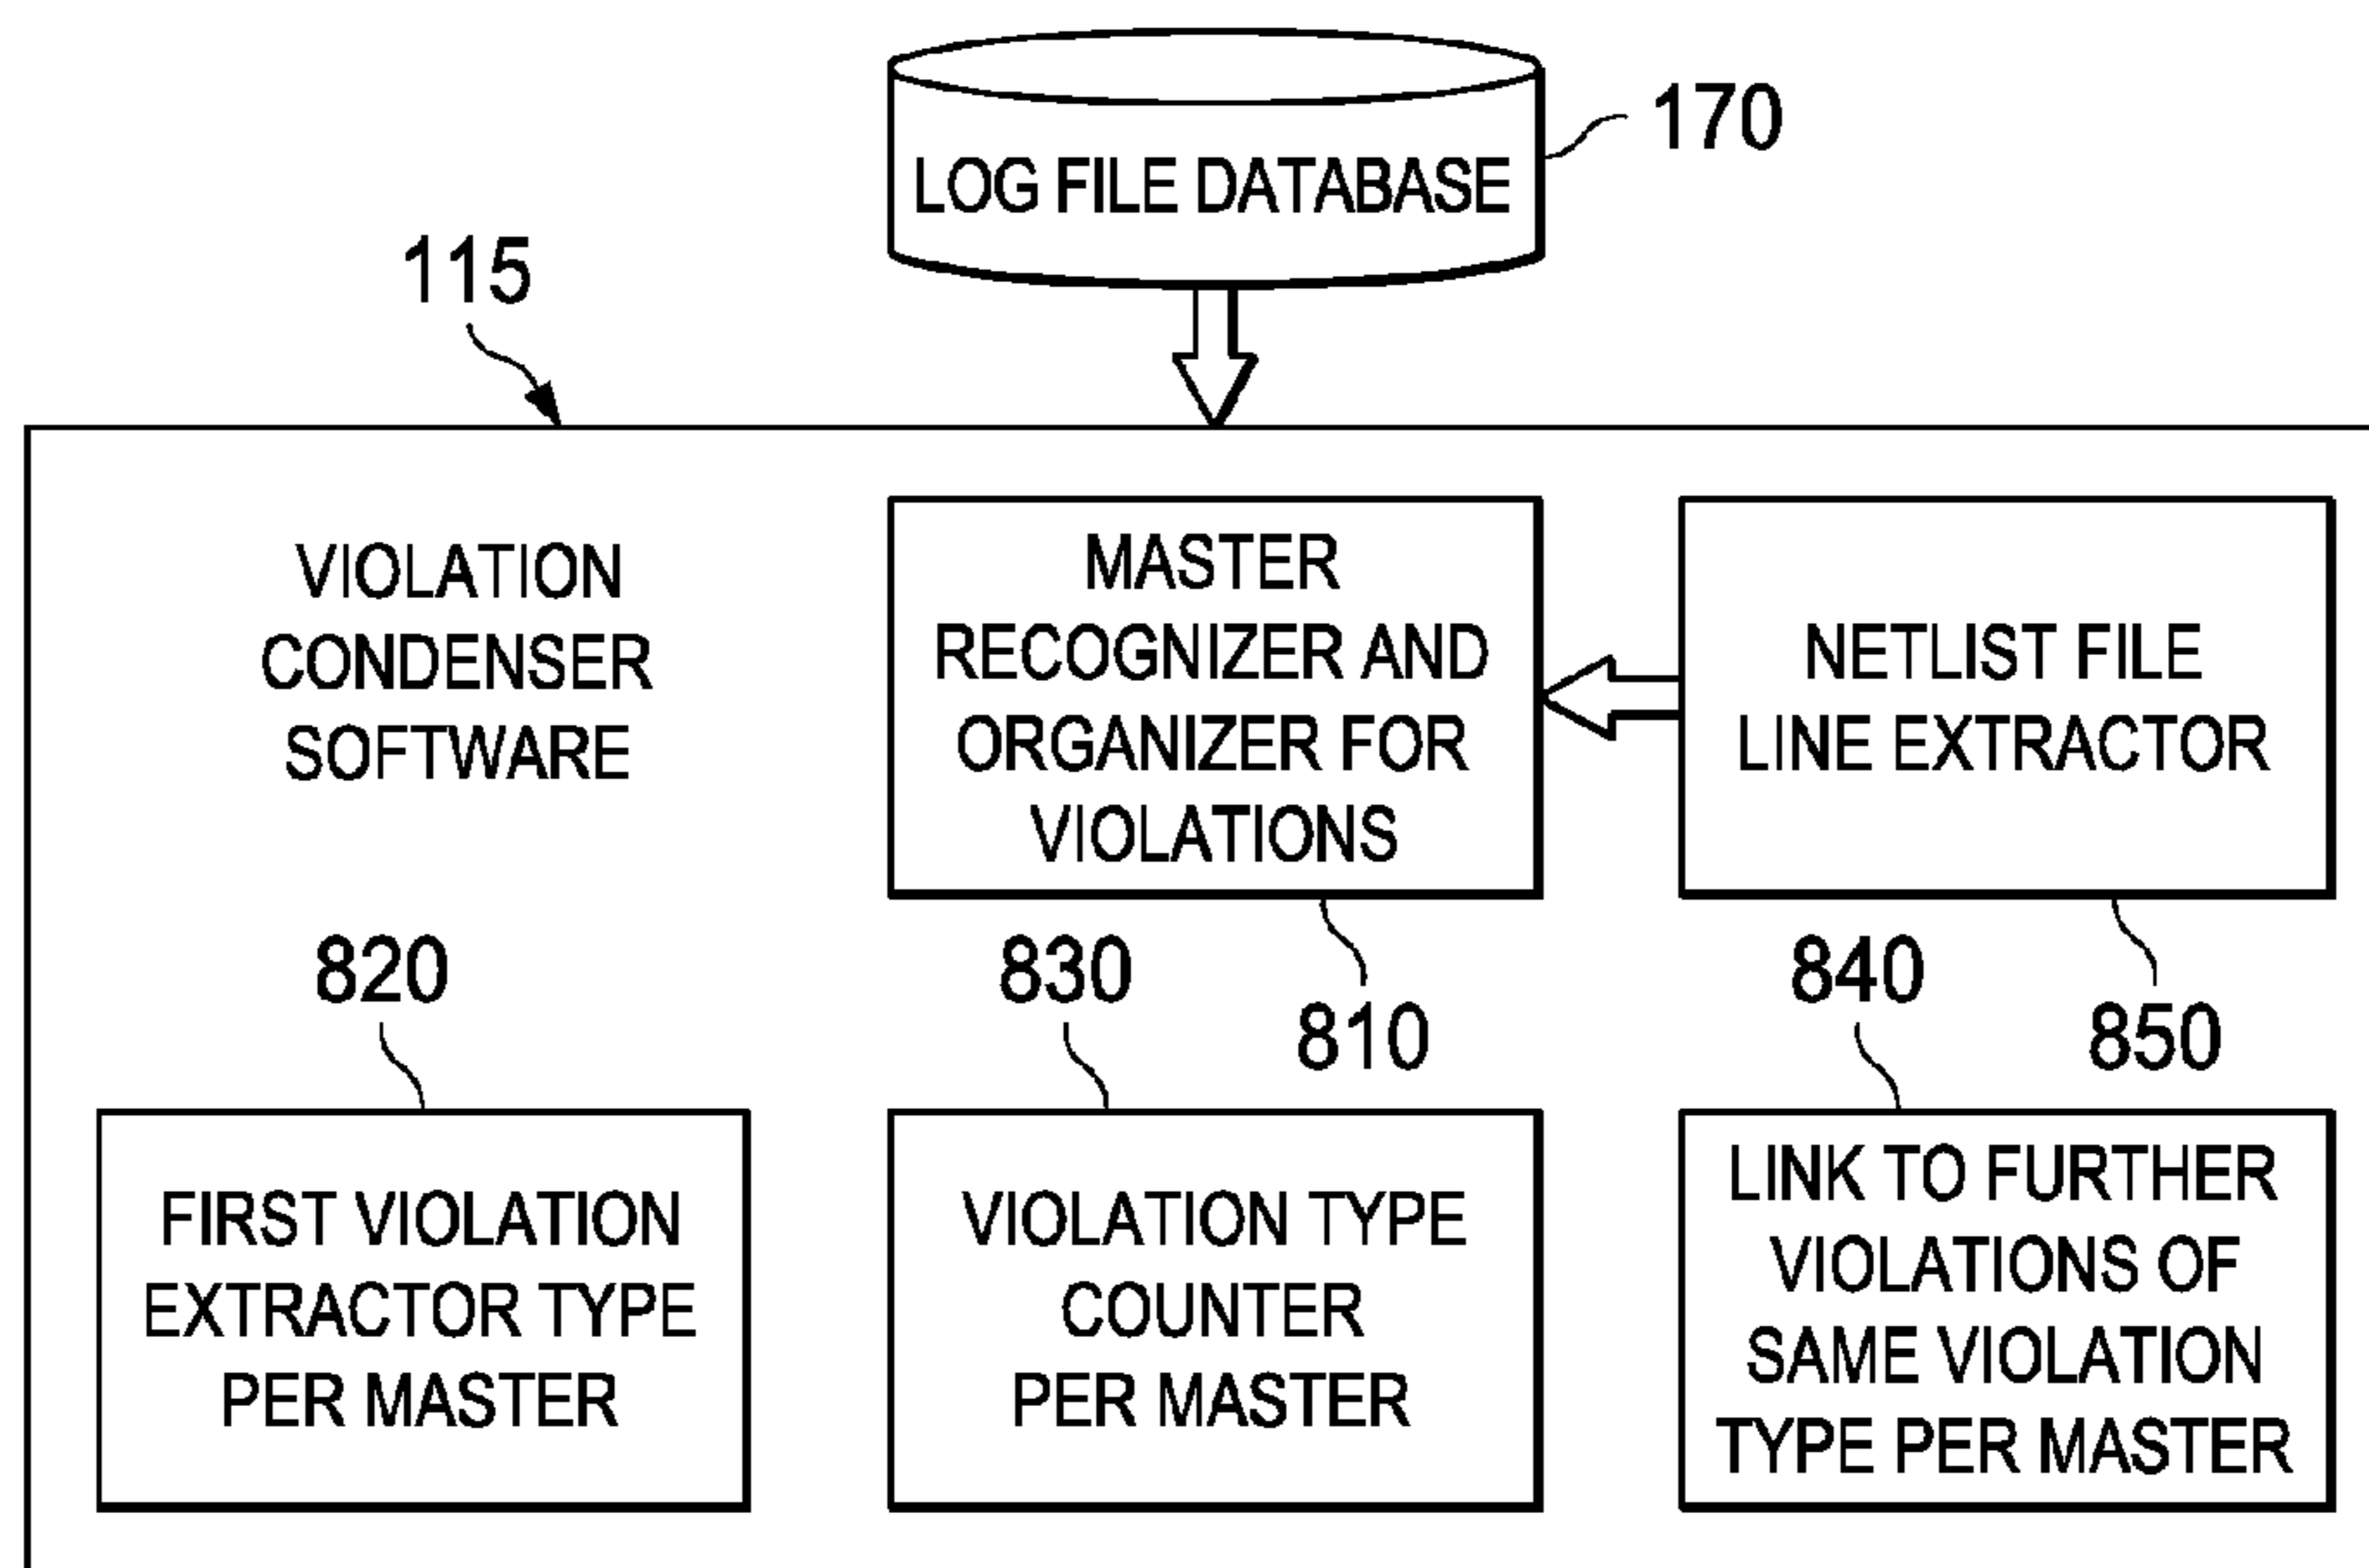 LOG FILE DATABASE
170
115
VIOLATION
CONDENSER
SOFTWARE
MASTER
RECOGNIZER AND
ORGANIZER FOR
VIOLATIONS
NETLIST FILE
LINE EXTRACTOR
820
830
810
840
850
FIRST VIOLATION
EXTRACTOR TYPE
PER MASTER
VIOLATION TYPE
COUNTER
PER MASTER
LINK TO FURTHER
VIOLATIONS OF
SAME VIOLATION
TYPE PER MASTER